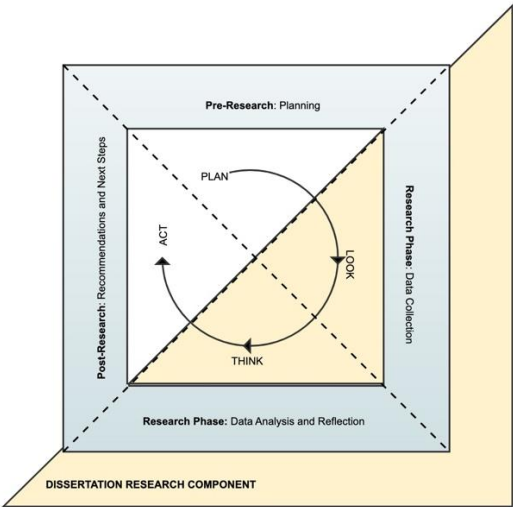 Pre-Research: Planning
PLAN
Post-Research: Recommendations and Next Steps
ACT
LOOK
Research Phase: Data Collection
THINK
Research Phase: Data Analysis and Reflection
DISSERTATION RESEARCH COMPONENT